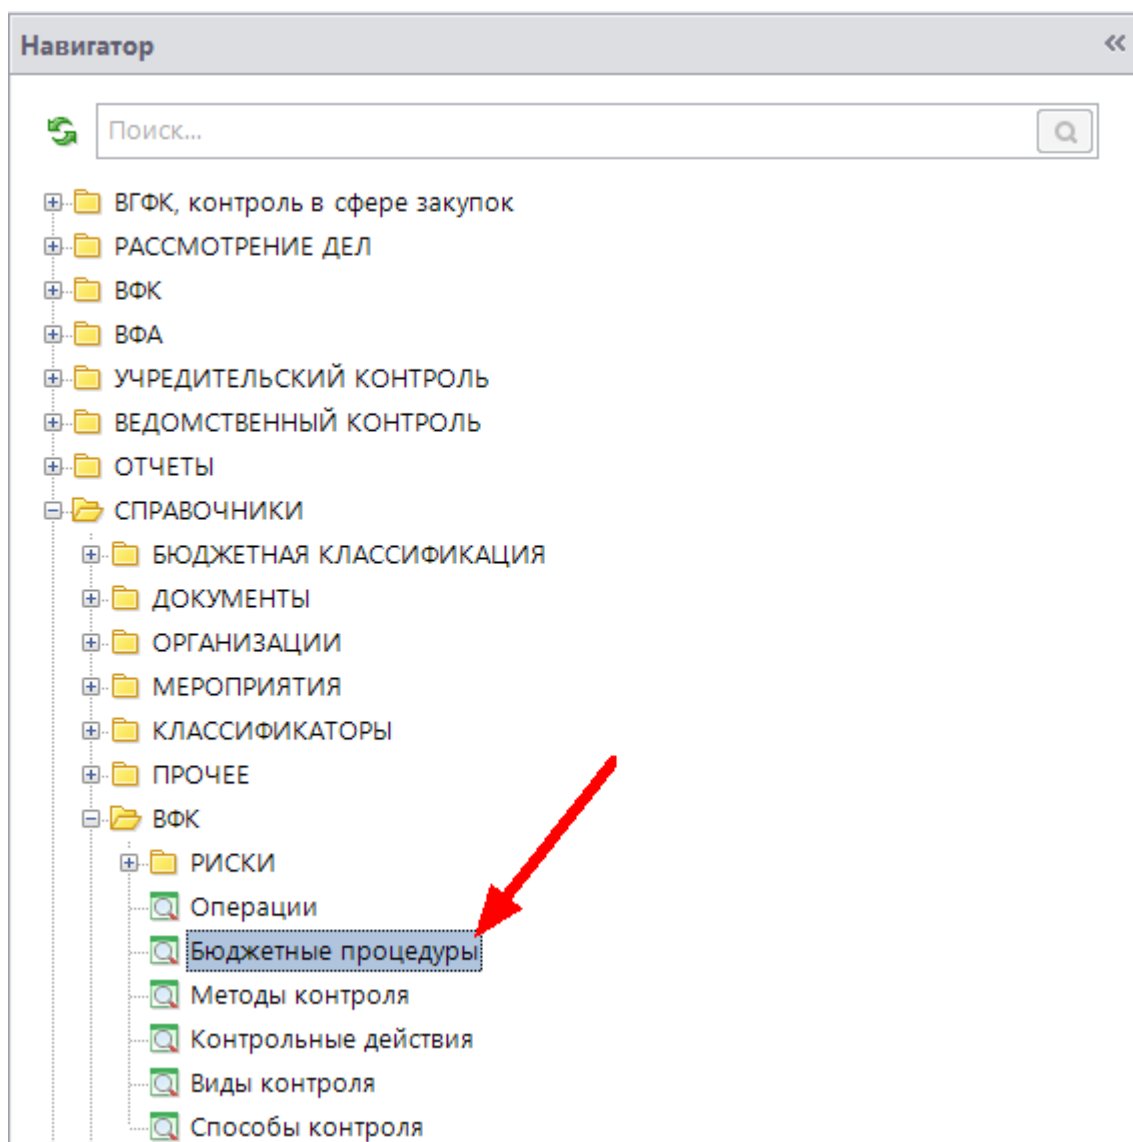 Навигатор
Поиск...
ВГФК, контроль в сфере закупок
РАССМОТРЕНИЕ ДЕЛ
ВФК
ВФА
УЧРЕДИТЕЛЬСКИЙ КОНТРОЛЬ
ВЕДОМСТВЕННЫЙ КОНТРОЛЬ
ОТЧЕТЫ
СПРАВОЧНИКИ
БЮДЖЕТНАЯ КЛАССИФИКАЦИЯ
ДОКУМЕНТЫ
ОРГАНИЗАЦИИ
МЕРОПРИЯТИЯ
КЛАССИФИКАТОРЫ
ПРОЧЕЕ
ВФК
РИСКИ
Операции
Бюджетные процедуры
Методы контроля
Контрольные действия
Виды контроля
Способы контроля